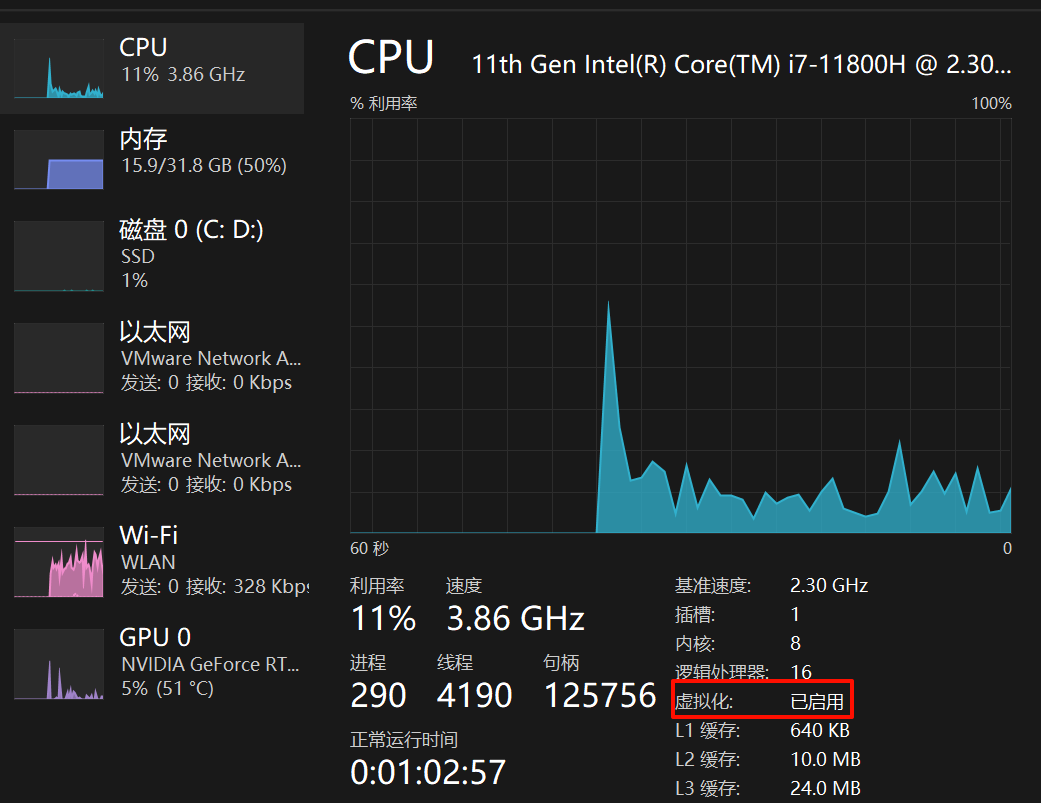 CPU
11% 3.86 GHz
内存
15.9/31.8 GB (50%)
磁盘 0 (C: D:)
SSD
1%
以太网
VMware Network A...
发送: 0 接收: 0 Kbps
以太网
VMware Network A...
发送: 0 接收: 0 Kbps
Wi-Fi
WLAN
发送: 0 接收: 328 Kbps
GPU 0
NVIDIA GeForce RT...
5% (51 °C)
CPU
11th Gen Intel(R) Core(TM) i7-11800H @ 2.30...
% 利用率
100%
60 秒
0
利用率
速度
11%
3.86 GHz
进程
线程
句柄
290
4190
125756
正常运行时间
0:01:02:57
基准速度: 2.30 GHz
插槽: 1
内核: 8
逻辑处理器: 16
虚拟化: 已启用
L1 缓存: 640 KB
L2 缓存: 10.0 MB
L3 缓存: 24.0 MB